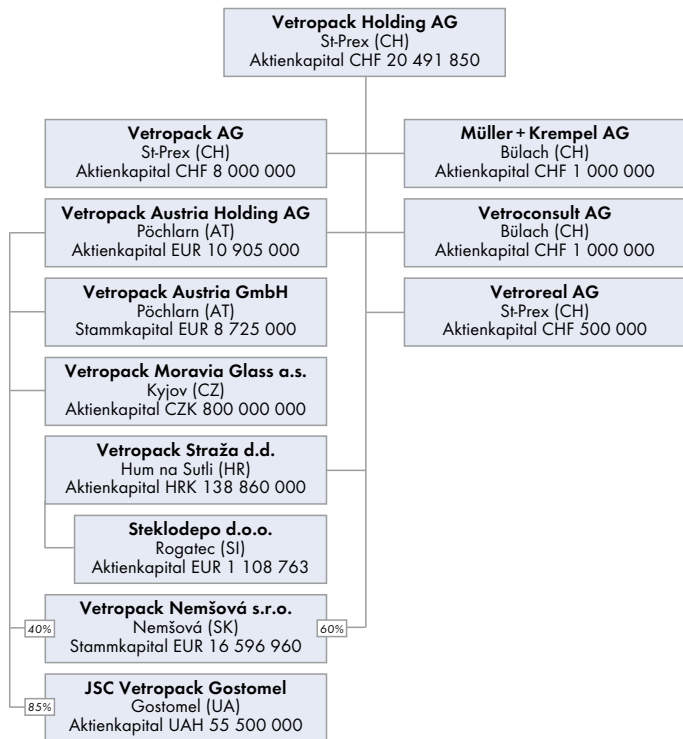 Vetropack Holding AG
St-Prex (CH)
Aktienkapital CHF 20 491 850
Vetropack AG
St-Prex (CH)
Aktienkapital CHF 8 000 000
Müller + Krempel AG
Bülach (CH)
Aktienkapital CHF 1 000 000
Vetropack Austria Holding AG
Pöchlarn (AT)
Aktienkapital EUR 10 905 000
Vetroconsult AG
Bülach (CH)
Aktienkapital CHF 1 000 000
Vetropack Austria GmbH
Pöchlarn (AT)
Stammkapital EUR 8 725 000
Vetroreal AG
St-Prex (CH)
Aktienkapital CHF 500 000
Vetropack Moravia Glass a.s.
Kyjov (CZ)
Aktienkapital CZK 800 000 000
Vetropack Straža d.d.
Hum na Sutli (HR)
Aktienkapital HRK 138 860 000
Steklodepo d.o.o.
Rogatec (SI)
Aktienkapital EUR 1 108 763
Vetropack Nemšová s.r.o.
40% Nemšová (SK) 60%
Stammkapital EUR 16 596 960
JSC Vetropack Gostomel
85% Gostomel (UA)
Aktienkapital UAH 55 500 000